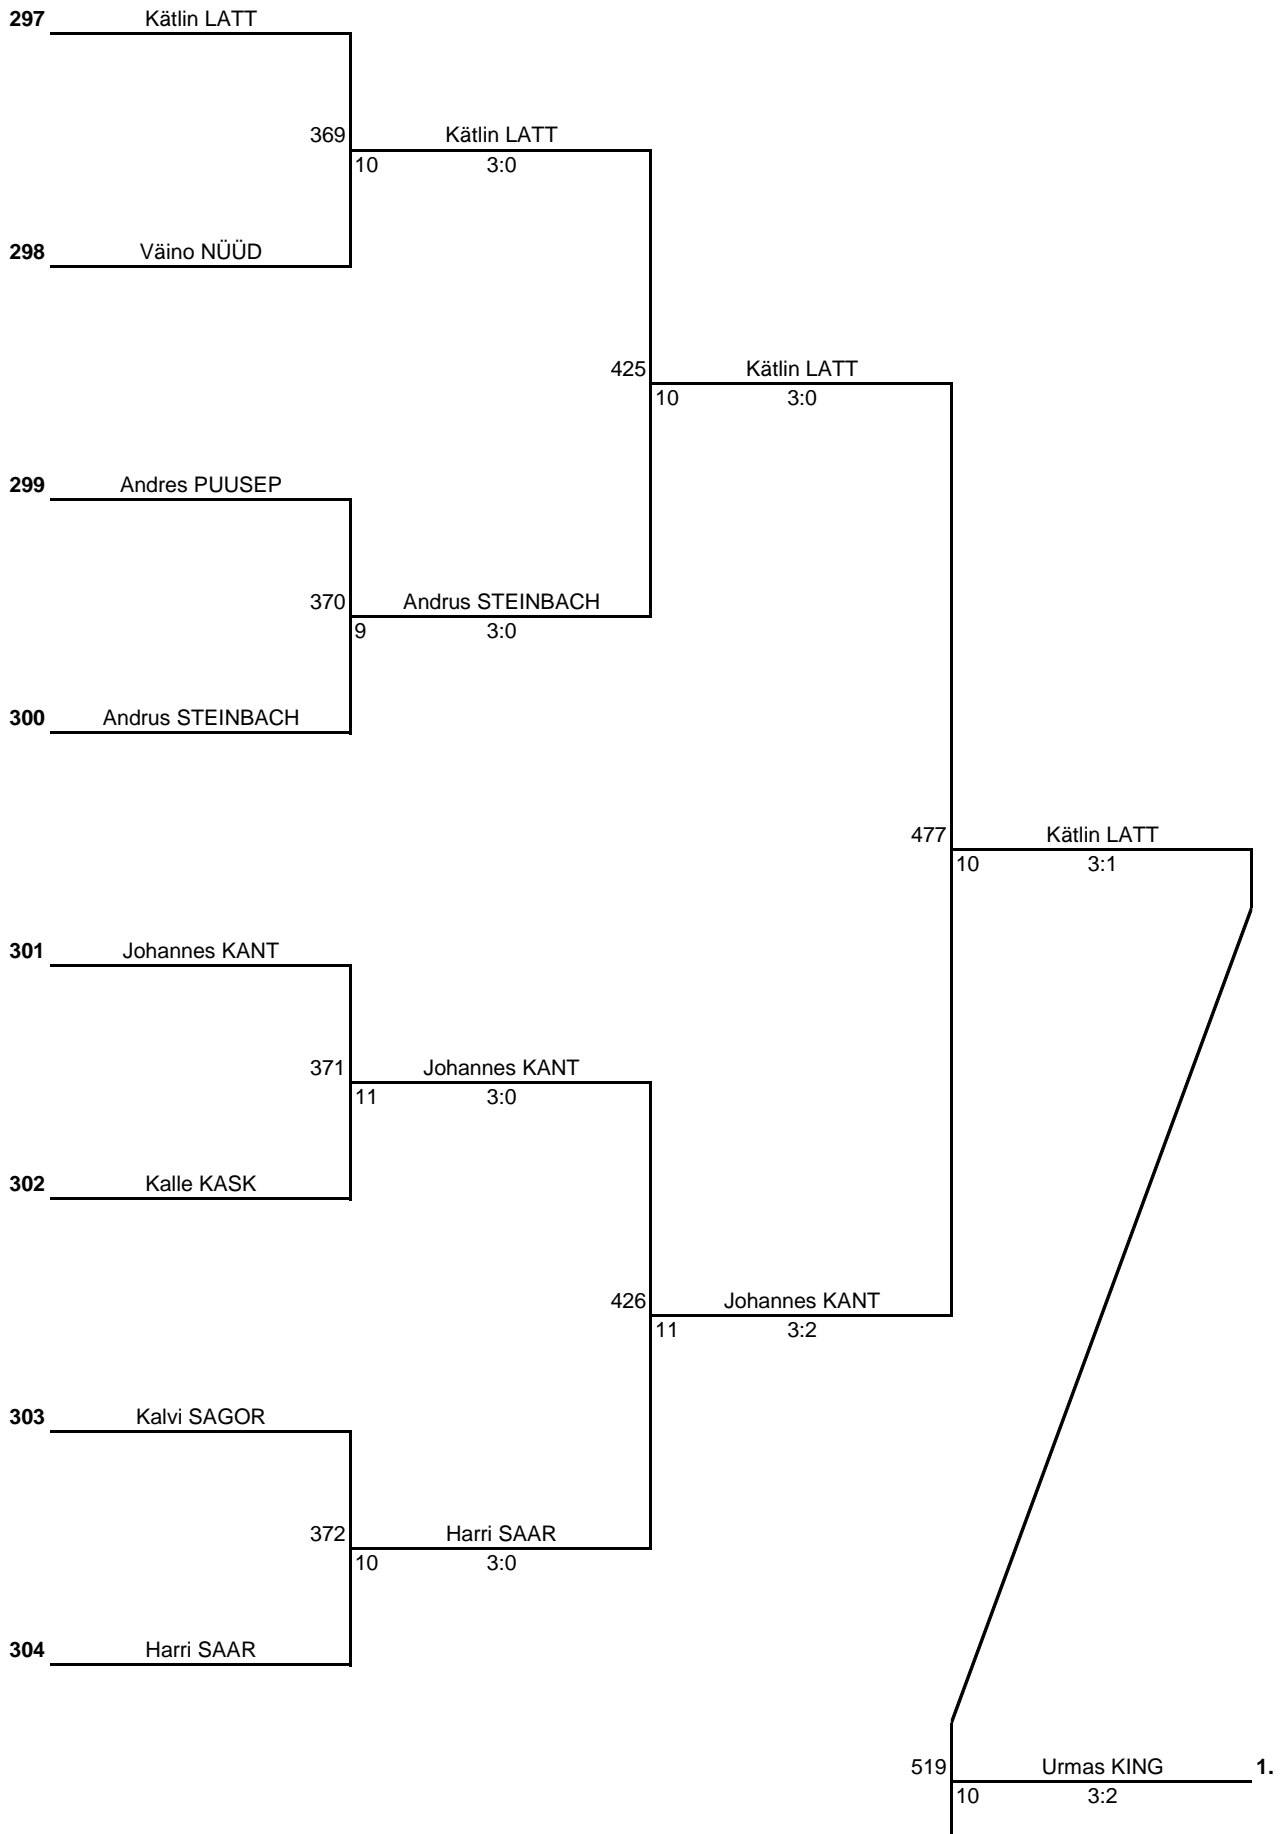 297 Kätlin LATT
369 Kätlin LATT
10 3:0
298 Väino NÜÜD
425 Kätlin LATT
10 3:0
299 Andres PUUSEP
370 Andrus STEINBACH
9 3:0
300 Andrus STEINBACH
477 Kätlin LATT
10 3:1
301 Johannes KANT
371 Johannes KANT
11 3:0
302 Kalle KASK
426 Johannes KANT
11 3:2
303 Kalvi SAGOR
372 Harri SAAR
10 3:0
304 Harri SAAR
519 Urmas KING 1.
10 3:2